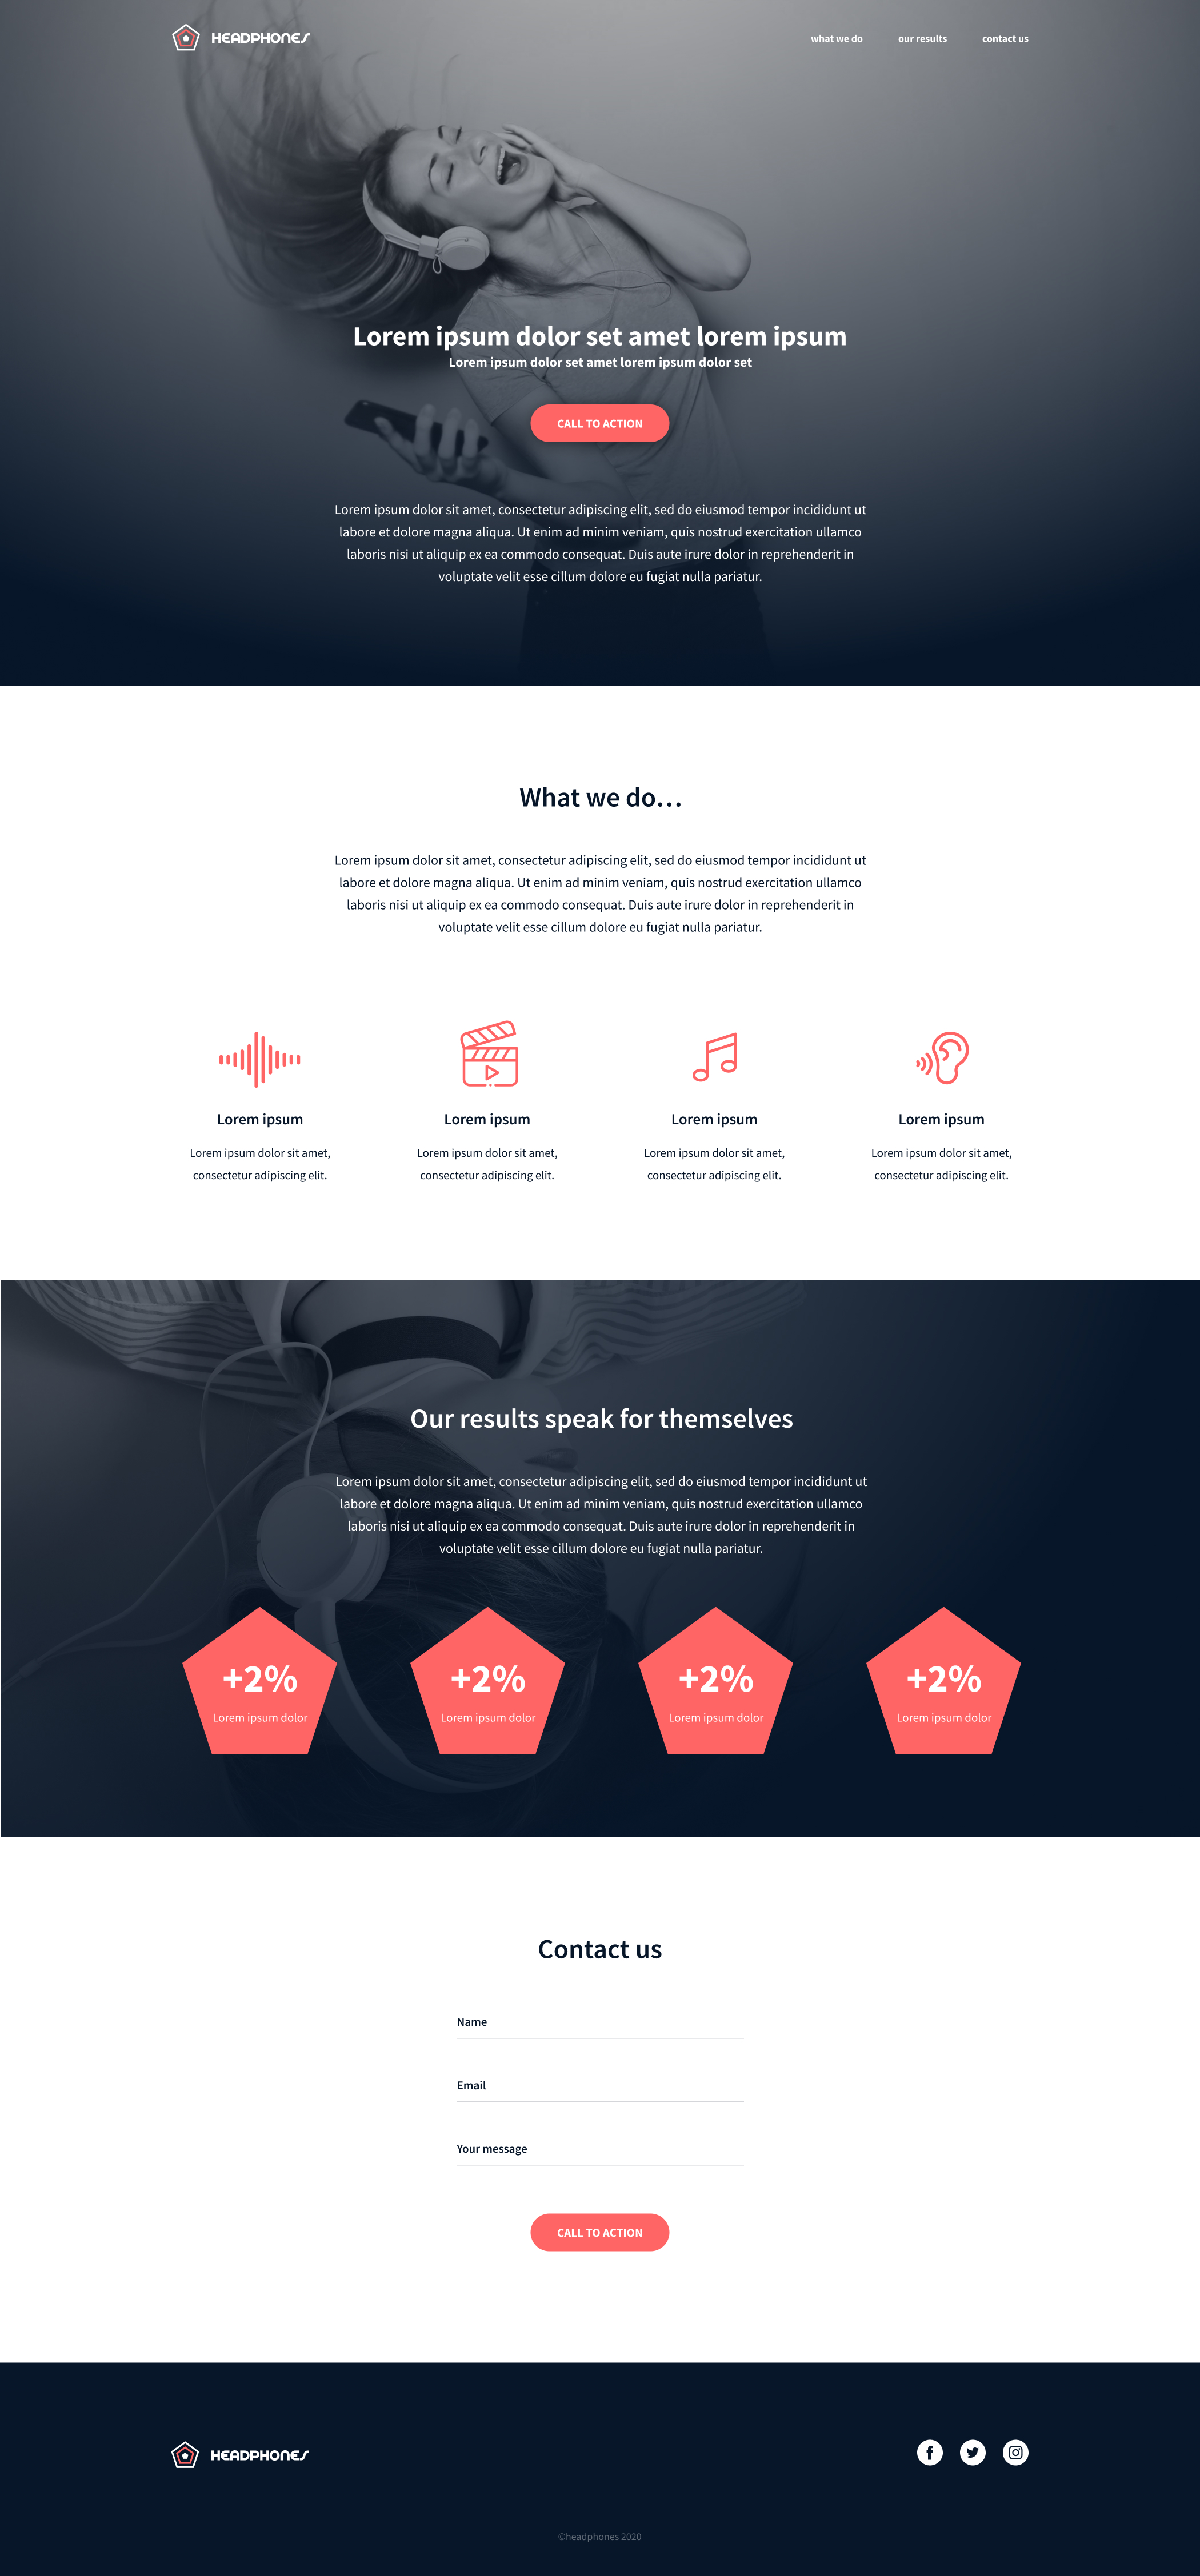 HEADPHONES
what we do our results contact us
Lorem ipsum dolor set amet lorem ipsum
Lorem ipsum dolor set amet lorem ipsum dolor set
CALL TO ACTION
Lorem ipsum dolor sit amet, consectetur adipiscing elit, sed do eiusmod tempor incididunt ut
labore et dolore magna aliqua. Ut enim ad minim veniam, quis nostrud exercitation ullamco
laboris nisi ut aliquip ex ea commodo consequat. Duis aute irure dolor in reprehenderit in
voluptate velit esse cillum dolore eu fugiat nulla pariatur.
What we do...
Lorem ipsum dolor sit amet, consectetur adipiscing elit, sed do eiusmod tempor incididunt ut
labore et dolore magna aliqua. Ut enim ad minim veniam, quis nostrud exercitation ullamco
laboris nisi ut aliquip ex ea commodo consequat. Duis aute irure dolor in reprehenderit in
voluptate velit esse cillum dolore eu fugiat nulla pariatur.
Lorem ipsum
Lorem ipsum dolor sit amet,
consectetur adipiscing elit.
Lorem ipsum
Lorem ipsum dolor sit amet,
consectetur adipiscing elit.
Lorem ipsum
Lorem ipsum dolor sit amet,
consectetur adipiscing elit.
Lorem ipsum
Lorem ipsum dolor sit amet,
consectetur adipiscing elit.
Our results speak for themselves
Lorem ipsum dolor sit amet, consectetur adipiscing elit, sed do eiusmod tempor incididunt ut
labore et dolore magna aliqua. Ut enim ad minim veniam, quis nostrud exercitation ullamco
laboris nisi ut aliquip ex ea commodo consequat. Duis aute irure dolor in reprehenderit in
voluptate velit esse cillum dolore eu fugiat nulla pariatur.
+2%
Lorem ipsum dolor
+2%
Lorem ipsum dolor
+2%
Lorem ipsum dolor
+2%
Lorem ipsum dolor
Contact us
Name
Email
Your message
CALL TO ACTION
HEADPHONES
©headphones 2020